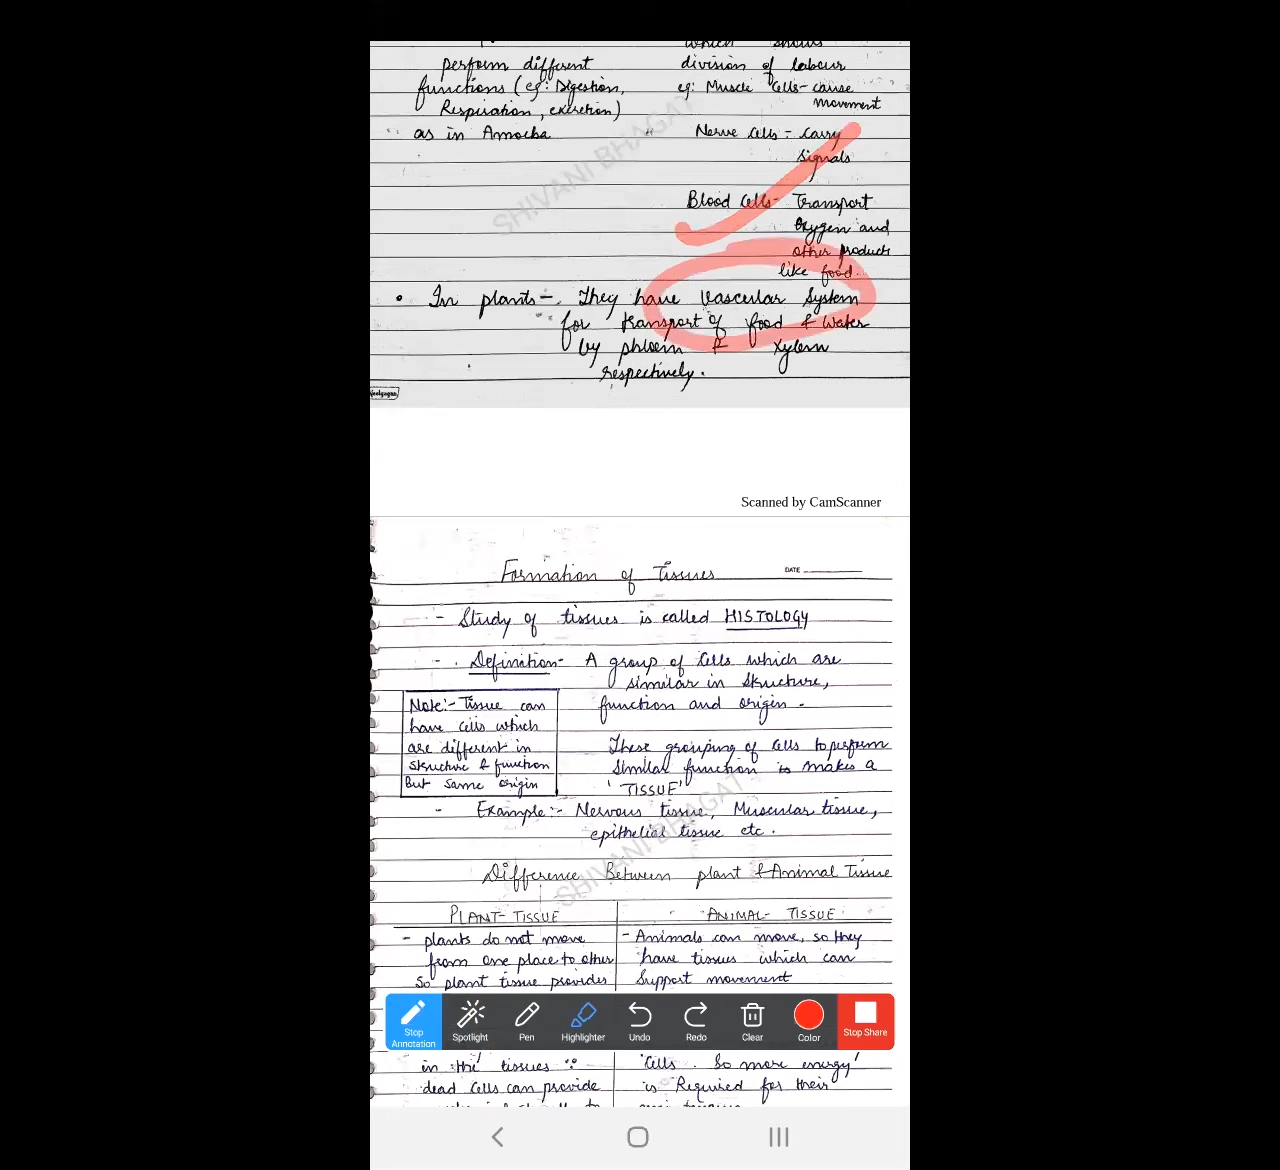 which shows
perform different
functions (eg: Digestion,
Respiration, excretion)
as in Amoeba
division of labour
eg: Muscle Cells - cause
movement
Nerve Cells - Carry
Signals
Blood Cells - Transport
Oxygen and
other products
like food.
• In plants - They have Vascular System
for transport of food & Water
by phloem & Xylem
respectively.
SHIVANI BHAGAT
Scanned by CamScanner
Formation of Tissues
DATE
- Study of tissues is called HISTOLOGY
- Definition - A group of Cells which are
similar in Structure,
function and origin -
Note:- Tissue can
have cells which
are different in
structure & function
But same origin
These grouping of Cells to perform
similar function is makes a
'TISSUE'
- Example:- Nervous tissue, Muscular tissue,
epithelial tissue etc.
SHIVANI BHAGAT
Difference Between plant & Animal Tissue
PLANT - TISSUE
- plants do not move
from one place to other
So plant tissue provides
ANIMAL - TISSUE
- Animals can move, so they
have tissues which can
Support movement
Stop Annotation
Spotlight
Pen
Highlighter
Undo
Redo
Clear
Color
Stop Share
in the tissues ∵
dead Cells can provide
Cells. So more energy
is Required for their